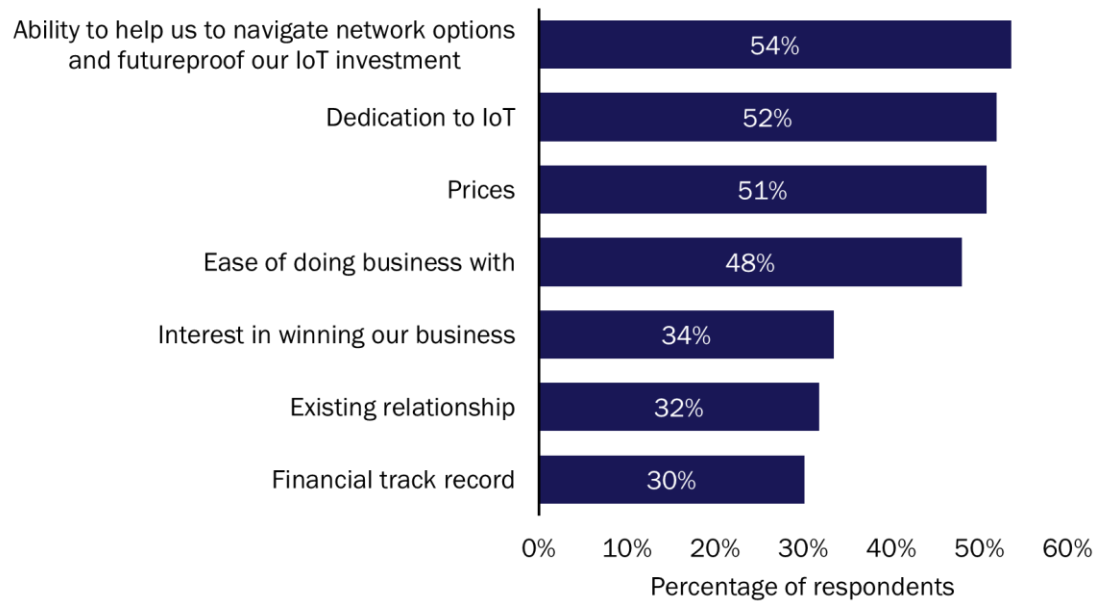 Ability to help us to navigate network options
and futureproof our IoT investment
54%
Dedication to IoT
52%
Prices
51%
Ease of doing business with
48%
Interest in winning our business
34%
Existing relationship
32%
Financial track record
30%
0% 10% 20% 30% 40% 50% 60%
Percentage of respondents